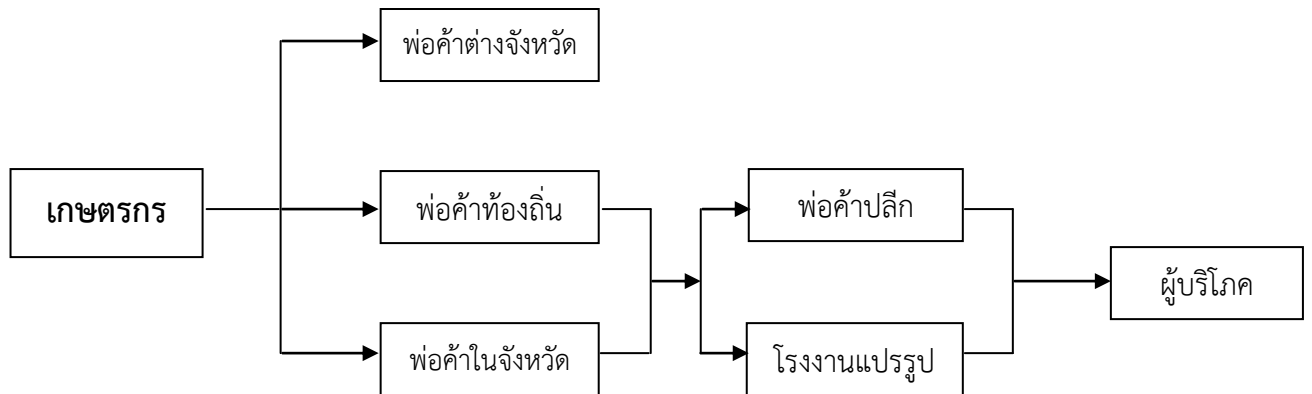 พ่อค้าต่างจังหวัด
เกษตรกร
พ่อค้าท้องถิ่น
พ่อค้าปลีก
ผู้บริโภค
พ่อค้าในจังหวัด
โรงงานแปรรูป